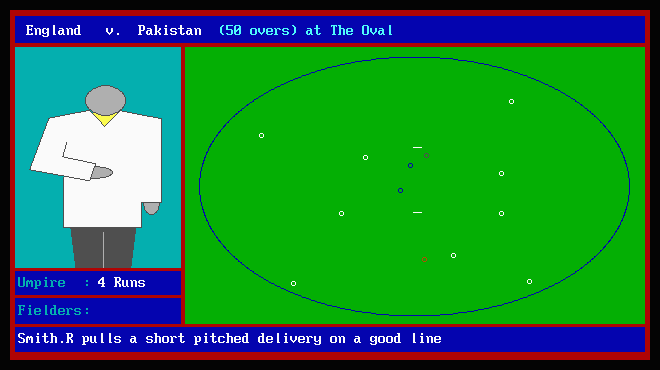 England v. Pakistan (50 overs) at The Oval
Umpire : 4 Runs
Fielders:
Smith.R pulls a short pitched delivery on a good line